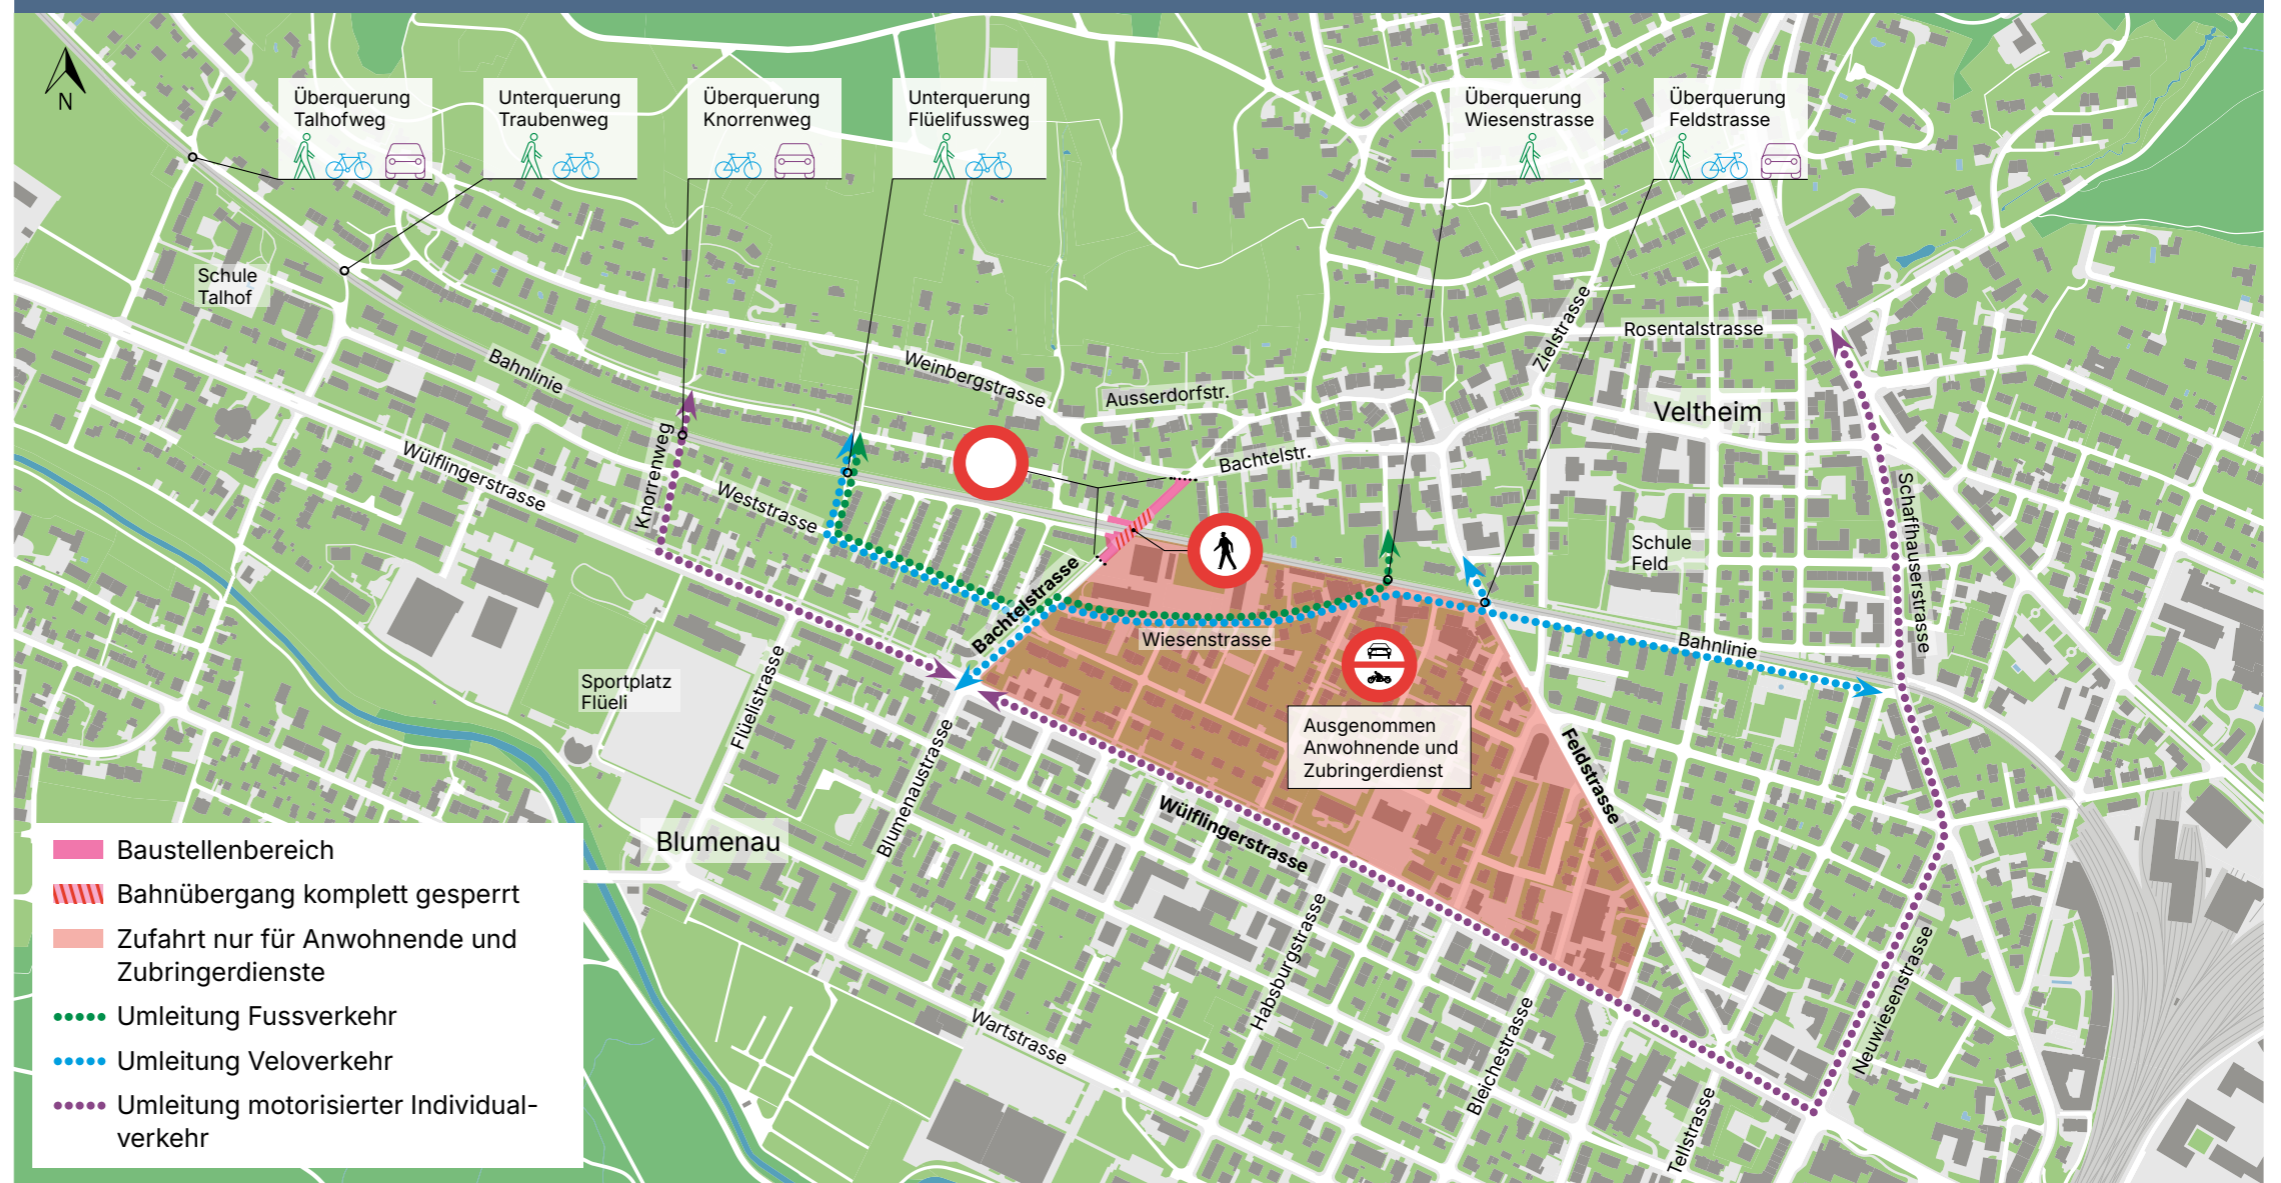 N
Überquerung
Talhofweg
Unterquerung
Traubenweg
Überquerung
Knorrenweg
Unterquerung
Flüelifussweg
Überquerung
Wiesenstrasse
Überquerung
Feldstrasse
Schule
Talhof
Bahnlinie
Weinbergstrasse
Ausserdorfstr.
Zielstrasse
Rosentalstrasse
Veltheim
Wülflingerstrasse
Knorrenweg
Weststrasse
Bachtelstr.
Schaffhauserstrasse
Schule
Feld
Bachtelstrasse
Wiesenstrasse
Bahnlinie
Sportplatz
Flüeli
Flüelistrasse
Blumenaustrasse
Ausgenommen
Anwohnende und
Zubringerdienst
Feldstrasse
Wülflingerstrasse
Blumenau
Habsburgstrasse
Neuwiesenstrasse
Wartstrasse
Bleichestrasse
Tellstrasse
Baustellenbereich
Bahnübergang komplett gesperrt
Zufahrt nur für Anwohnende und
Zubringerdienste
Umleitung Fussverkehr
Umleitung Veloverkehr
Umleitung motorisierter Individual-
verkehr